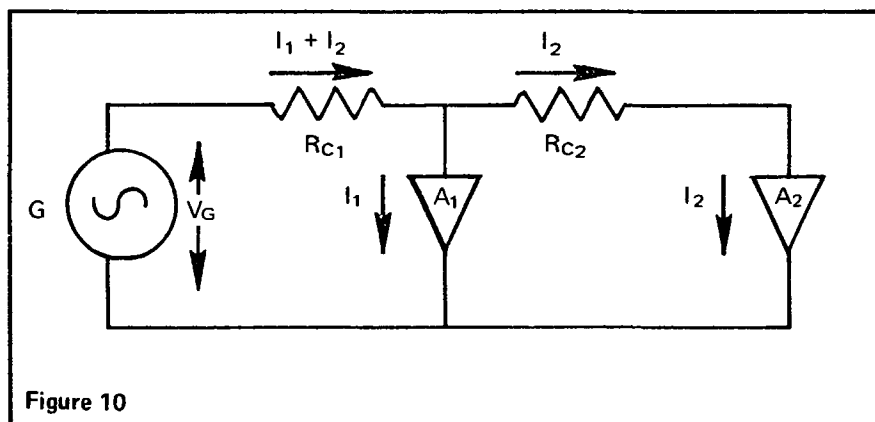 I1 + I2
I2
RC1
RC2
G
VG
I1
A1
I2
A2
Figure 10